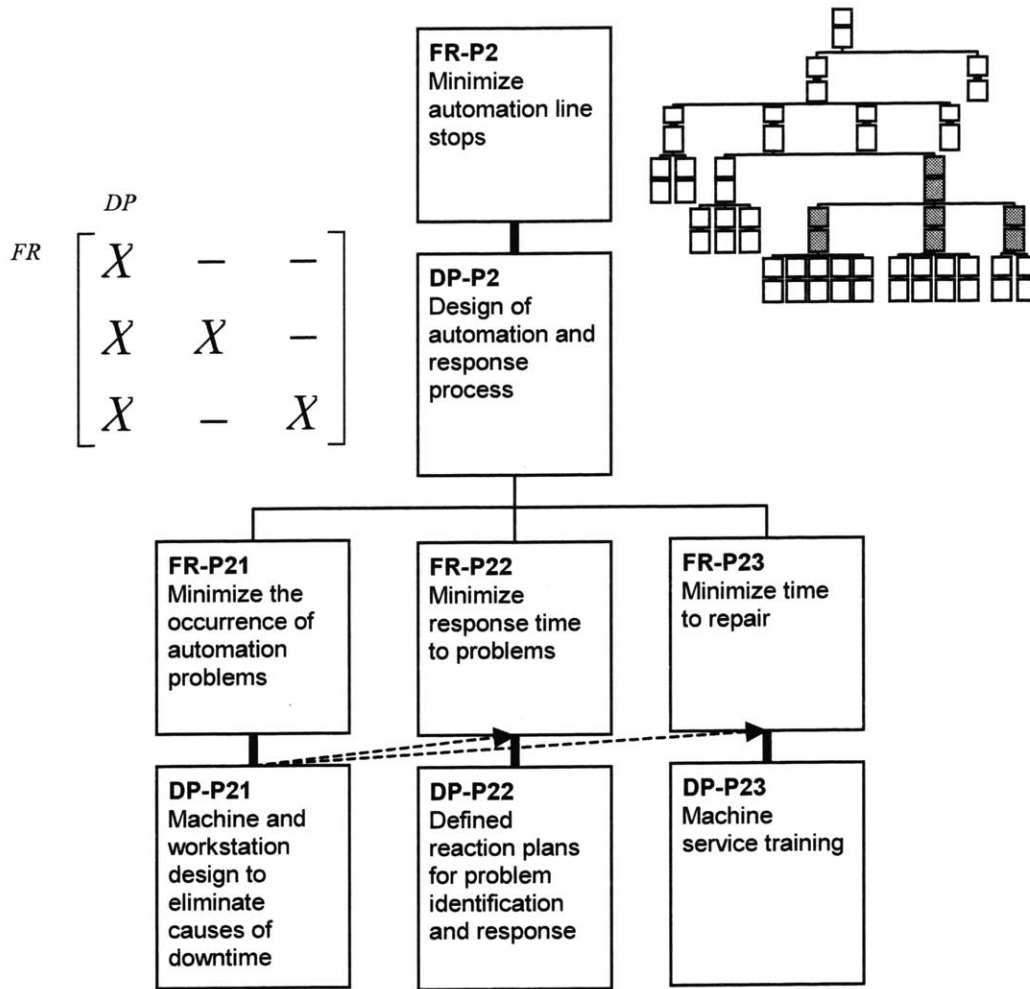 FR-P2
Minimize
automation line
stops
DP
FR
X – –
X X –
X – X
DP-P2
Design of
automation and
response
process
FR-P21
Minimize the
occurrence of
automation
problems
FR-P22
Minimize
response time
to problems
FR-P23
Minimize time
to repair
DP-P21
Machine and
workstation
design to
eliminate
causes of
downtime
DP-P22
Defined
reaction plans
for problem
identification
and response
DP-P23
Machine
service training